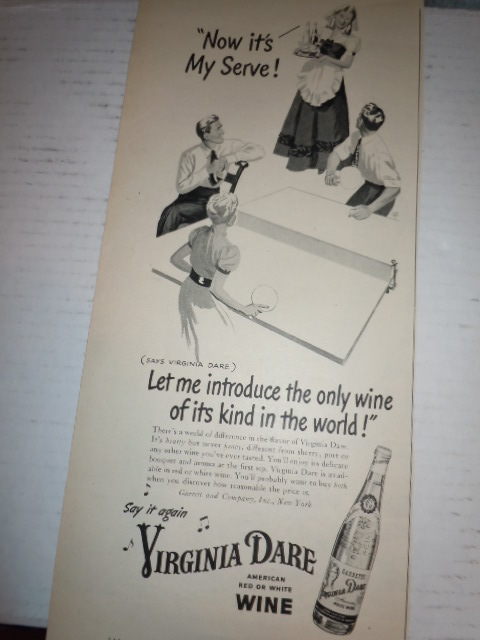 "Now it's
My Serve!
(SAYS VIRGINIA DARE)
Let me introduce the only wine
of its kind in the world!"
There's a world of difference in the flavor of Virginia Dare.
It's hearty but never heavy, different from sherry, port or
any other wine you've ever tasted. You'll enjoy its delicate
bouquet and aroma at the first sip. Virginia Dare is avail-
able in red or white wine. You'll probably want to buy both
when you discover how reasonable the price is.
Garrett and Company, Inc., New York
Say it again
VIRGINIA DARE
AMERICAN
RED OR WHITE
WINE
GARRETT'S
VIRGINIA DARE
WHITE WINE